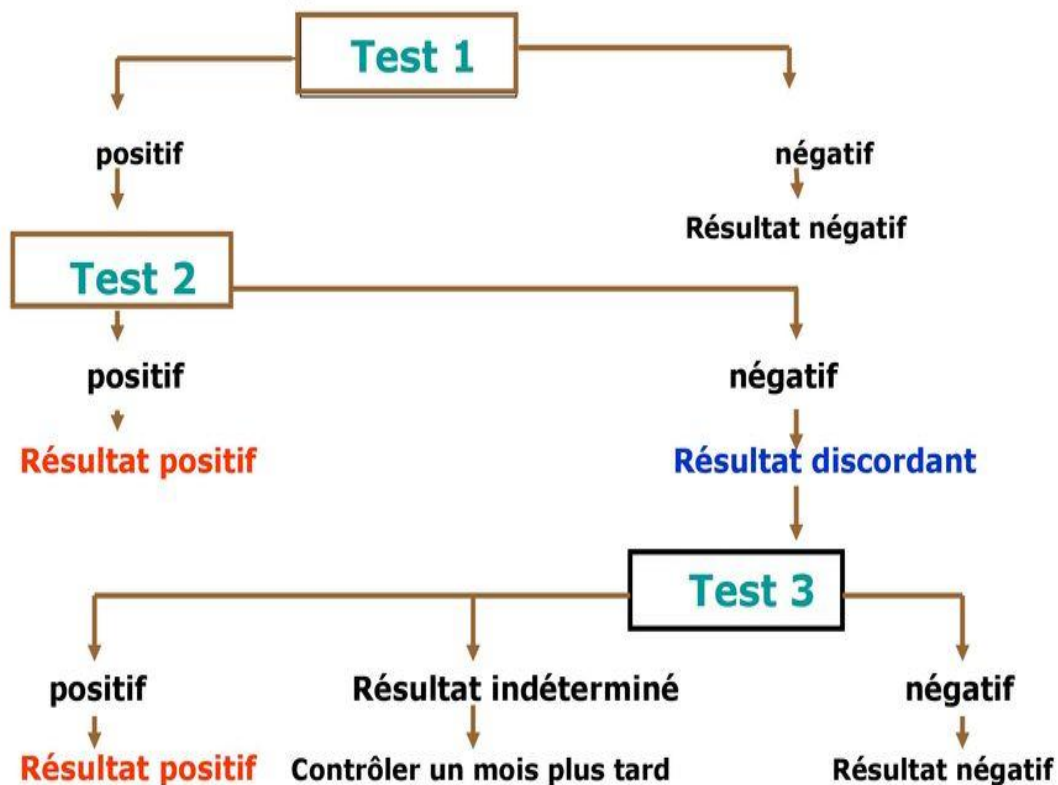 Test 1
positif
négatif
Résultat négatif
Test 2
positif
négatif
Résultat positif
Résultat discordant
Test 3
positif
Résultat indéterminé
négatif
Résultat positif
Contrôler un mois plus tard
Résultat négatif